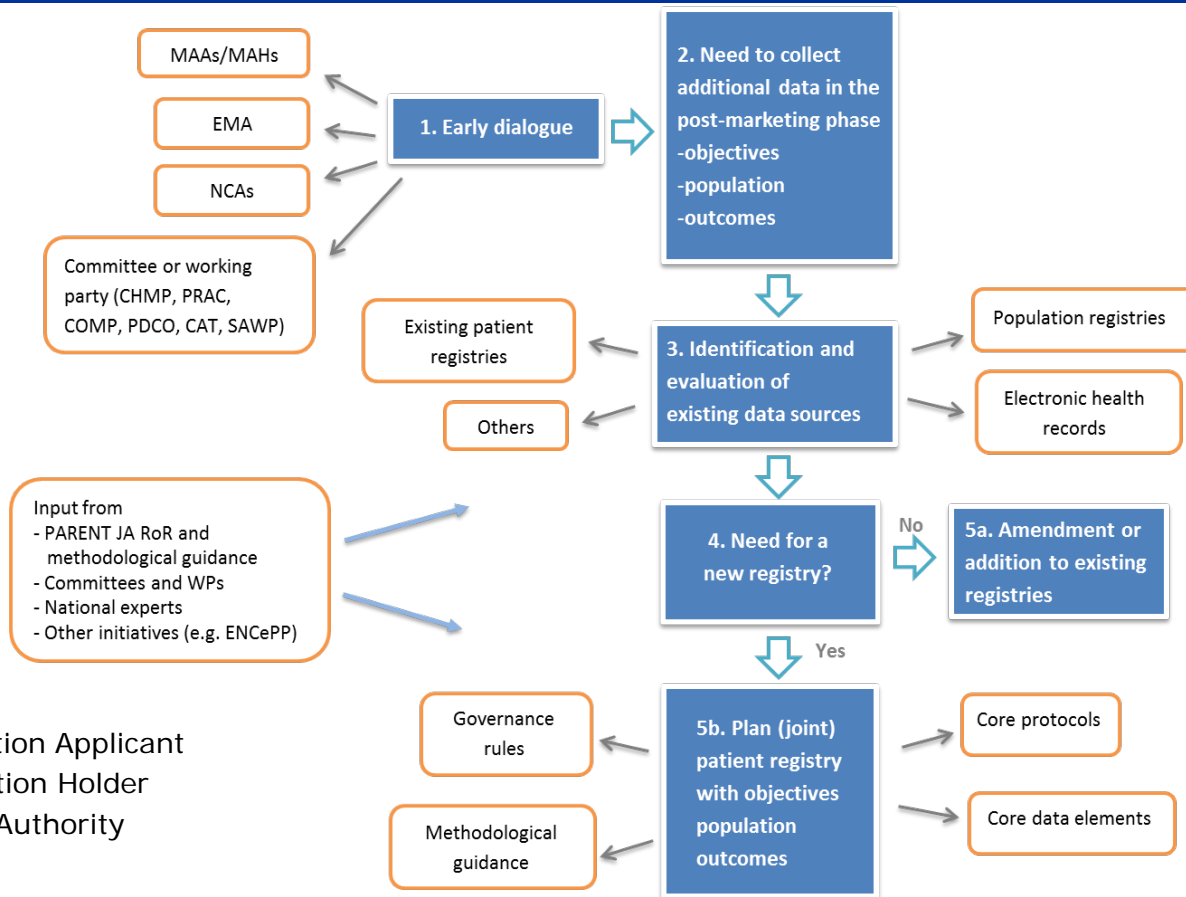 MAAs/MAHs
EMA
NCAs
Committee or working
party (CHMP, PRAC,
COMP, PDCO, CAT, SAWP)
1. Early dialogue
2. Need to collect
additional data in the
post-marketing phase
-objectives
-population
-outcomes
Existing patient
registries
Others
3. Identification and
evaluation of
existing data sources
Population registries
Electronic health
records
Input from
- PARENT JA RoR and
methodological guidance
- Committees and WPs
- National experts
- Other initiatives (e.g. ENCePP)
4. Need for a
new registry?
No
5a. Amendment or
addition to existing
registries
Yes
Governance
rules
Methodological
guidance
5b. Plan (joint)
patient registry
with objectives
population
outcomes
Core protocols
Core data elements
tion Applicant
tion Holder
Authority